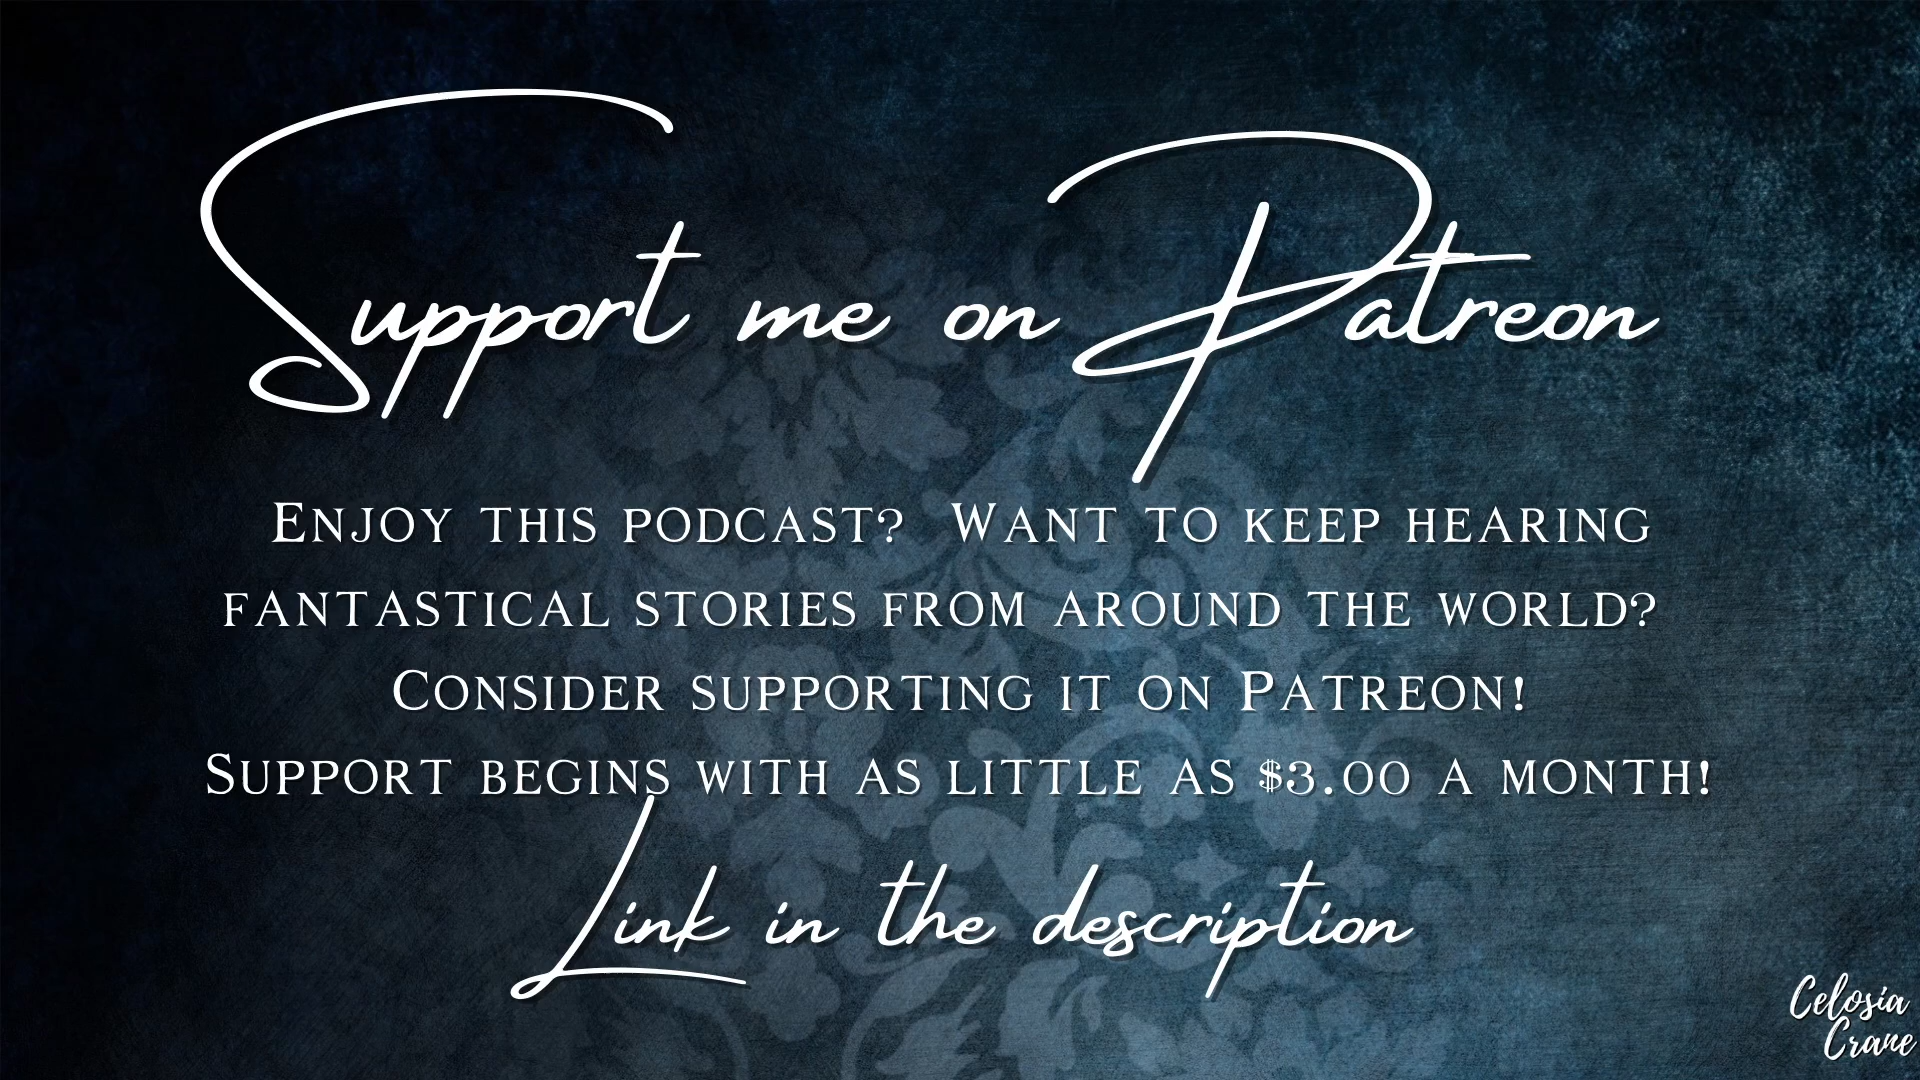 Support me on Patreon
Enjoy this podcast? Want to keep hearing
fantastical stories from around the world?
Consider supporting it on Patreon!
Support begins with as little as $3.00 a month!
Link in the description
Celosia
Crane